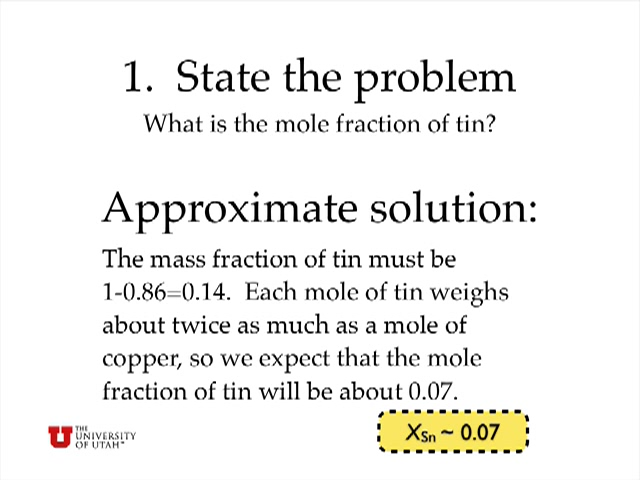 1. State the problem
What is the mole fraction of tin?
Approximate solution:
The mass fraction of tin must be
1-0.86=0.14. Each mole of tin weighs
about twice as much as a mole of
copper, so we expect that the mole
fraction of tin will be about 0.07.
XSn ~ 0.07
U THE
UNIVERSITY
OF UTAH™